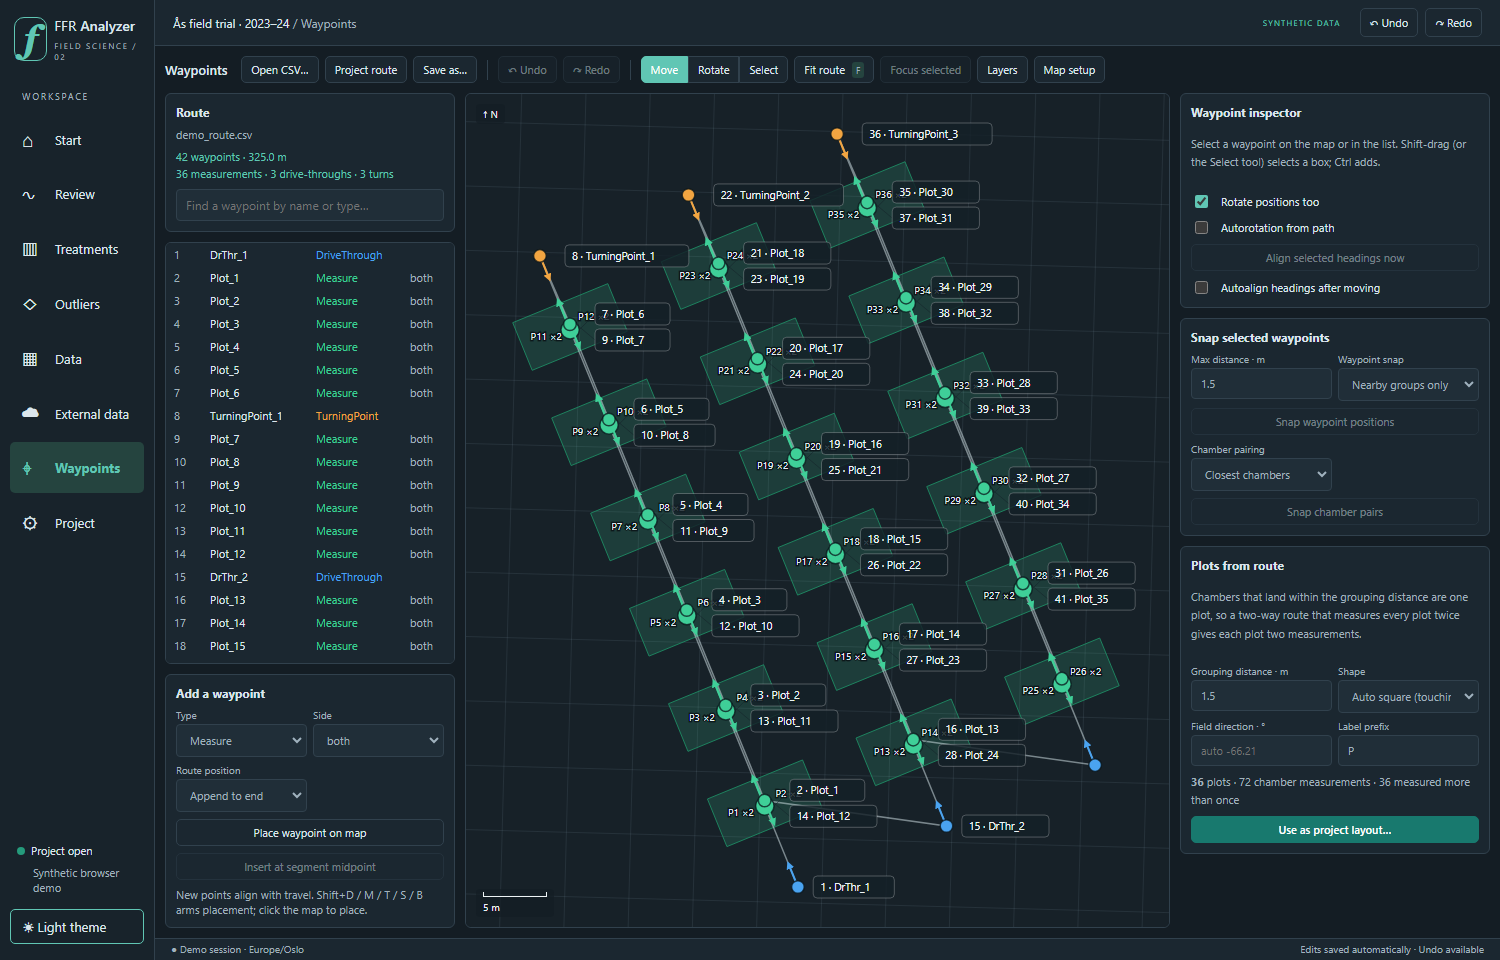 FFR Analyzer
FIELD SCIENCE /
02
WORKSPACE
Start
Review
Treatments
Outliers
Data
External data
Waypoints
Project
Project open
Synthetic browser
demo
Light theme
Ås field trial · 2023–24 / Waypoints
SYNTHETIC DATA
Undo
Redo
Waypoints
Open CSV...
Project route
Save as...
Undo
Redo
Move
Rotate
Select
Fit route F
Focus selected
Layers
Map setup
Route
demo_route.csv
42 waypoints · 325.0 m
36 measurements · 3 drive-throughs · 3 turns
Find a waypoint by name or type...
1 DrThr_1 DriveThrough
2 Plot_1 Measure both
3 Plot_2 Measure both
4 Plot_3 Measure both
5 Plot_4 Measure both
6 Plot_5 Measure both
7 Plot_6 Measure both
8 TurningPoint_1 TurningPoint
9 Plot_7 Measure both
10 Plot_8 Measure both
11 Plot_9 Measure both
12 Plot_10 Measure both
13 Plot_11 Measure both
14 Plot_12 Measure both
15 DrThr_2 DriveThrough
16 Plot_13 Measure both
17 Plot_14 Measure both
18 Plot_15 Measure both
Add a waypoint
Type Side
Measure both
Route position
Append to end
Place waypoint on map
Insert at segment midpoint
New points align with travel. Shift+D / M / T / S / B
arms placement; click the map to place.
↑ N
36 · TurningPoint_3
P36 35 · Plot_30
P35 ×2 37 · Plot_31
22 · TurningPoint_2
P24 21 · Plot_18
P23 ×2 23 · Plot_19
8 · TurningPoint_1
P34 34 · Plot_29
P33 ×2 38 · Plot_32
P12 7 · Plot_6
P11 ×2 9 · Plot_7
P22 20 · Plot_17
P21 ×2 24 · Plot_20
P32 33 · Plot_28
P31 ×2 39 · Plot_33
P10 6 · Plot_5
P9 ×2 10 · Plot_8
P20 19 · Plot_16
P19 ×2 25 · Plot_21
P30 32 · Plot_27
P29 ×2 40 · Plot_34
P8 5 · Plot_4
P7 ×2 11 · Plot_9
P18 18 · Plot_15
P17 ×2 26 · Plot_22
P28 31 · Plot_26
P27 ×2 41 · Plot_35
P6 4 · Plot_3
P5 ×2 12 · Plot_10
P16 17 · Plot_14
P15 ×2 27 · Plot_23
P26 ×2
P25 ×2
P4 3 · Plot_2
P3 ×2 13 · Plot_11
P14 16 · Plot_13
P13 ×2 28 · Plot_24
P2 2 · Plot_1
P1 ×2 14 · Plot_12
15 · DrThr_2
1 · DrThr_1
5 m
Waypoint inspector
Select a waypoint on the map or in the list. Shift-drag (or
the Select tool) selects a box; Ctrl adds.
Rotate positions too
Autorotation from path
Align selected headings now
Autoalign headings after moving
Snap selected waypoints
Max distance · m Waypoint snap
1.5 Nearby groups only
Snap waypoint positions
Chamber pairing
Closest chambers
Snap chamber pairs
Plots from route
Chambers that land within the grouping distance are one
plot, so a two-way route that measures every plot twice
gives each plot two measurements.
Grouping distance · m Shape
1.5 Auto square (touchin
Field direction · ° Label prefix
auto -66.21 P
36 plots · 72 chamber measurements · 36 measured more
than once
Use as project layout...
Demo session · Europe/Oslo
Edits saved automatically · Undo available